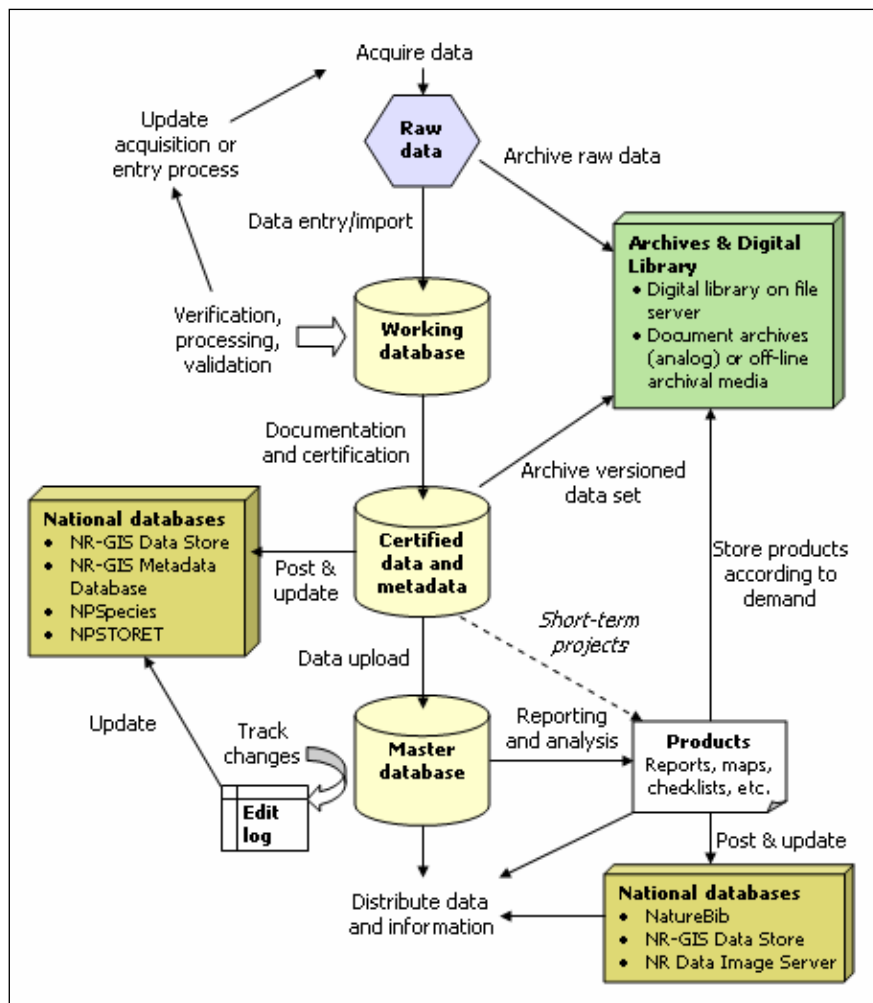 Acquire data
Raw
data
Update
acquisition or
entry process
Archive raw data
Data entry/import
Archives & Digital
Library
• Digital library on file
server
• Document archives
(analog) or off-line
archival media
Verification,
processing,
validation
Working
database
Documentation
and certification
Archive versioned
data set
National databases
• NR-GIS Data Store
• NR-GIS Metadata
Database
• NPSpecies
• NPSTORET
Post &
update
Certified
data and
metadata
Store products
according to
demand
Short-term
projects
Data upload
Update
Track
changes
Master
database
Reporting
and analysis
Products
Reports, maps,
checklists, etc.
Edit
log
Post & update
Distribute data
and information
National databases
• NatureBib
• NR-GIS Data Store
• NR Data Image Server